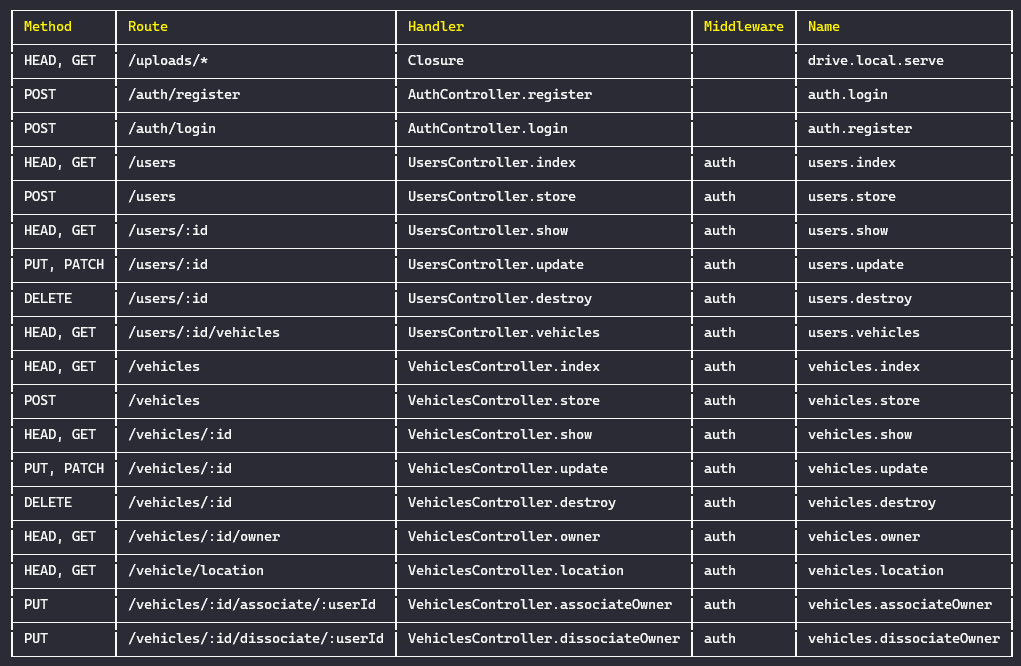 Method Route Handler Middleware Name
HEAD, GET /uploads/* Closure drive.local.serve
POST /auth/register AuthController.register auth.login
POST /auth/login AuthController.login auth.register
HEAD, GET /users UsersController.index auth users.index
POST /users UsersController.store auth users.store
HEAD, GET /users/:id UsersController.show auth users.show
PUT, PATCH /users/:id UsersController.update auth users.update
DELETE /users/:id UsersController.destroy auth users.destroy
HEAD, GET /users/:id/vehicles UsersController.vehicles auth users.vehicles
HEAD, GET /vehicles VehiclesController.index auth vehicles.index
POST /vehicles VehiclesController.store auth vehicles.store
HEAD, GET /vehicles/:id VehiclesController.show auth vehicles.show
PUT, PATCH /vehicles/:id VehiclesController.update auth vehicles.update
DELETE /vehicles/:id VehiclesController.destroy auth vehicles.destroy
HEAD, GET /vehicles/:id/owner VehiclesController.owner auth vehicles.owner
HEAD, GET /vehicle/location VehiclesController.location auth vehicles.location
PUT /vehicles/:id/associate/:userId VehiclesController.associateOwner auth vehicles.associateOwner
PUT /vehicles/:id/dissociate/:userId VehiclesController.dissociateOwner auth vehicles.dissociateOwner